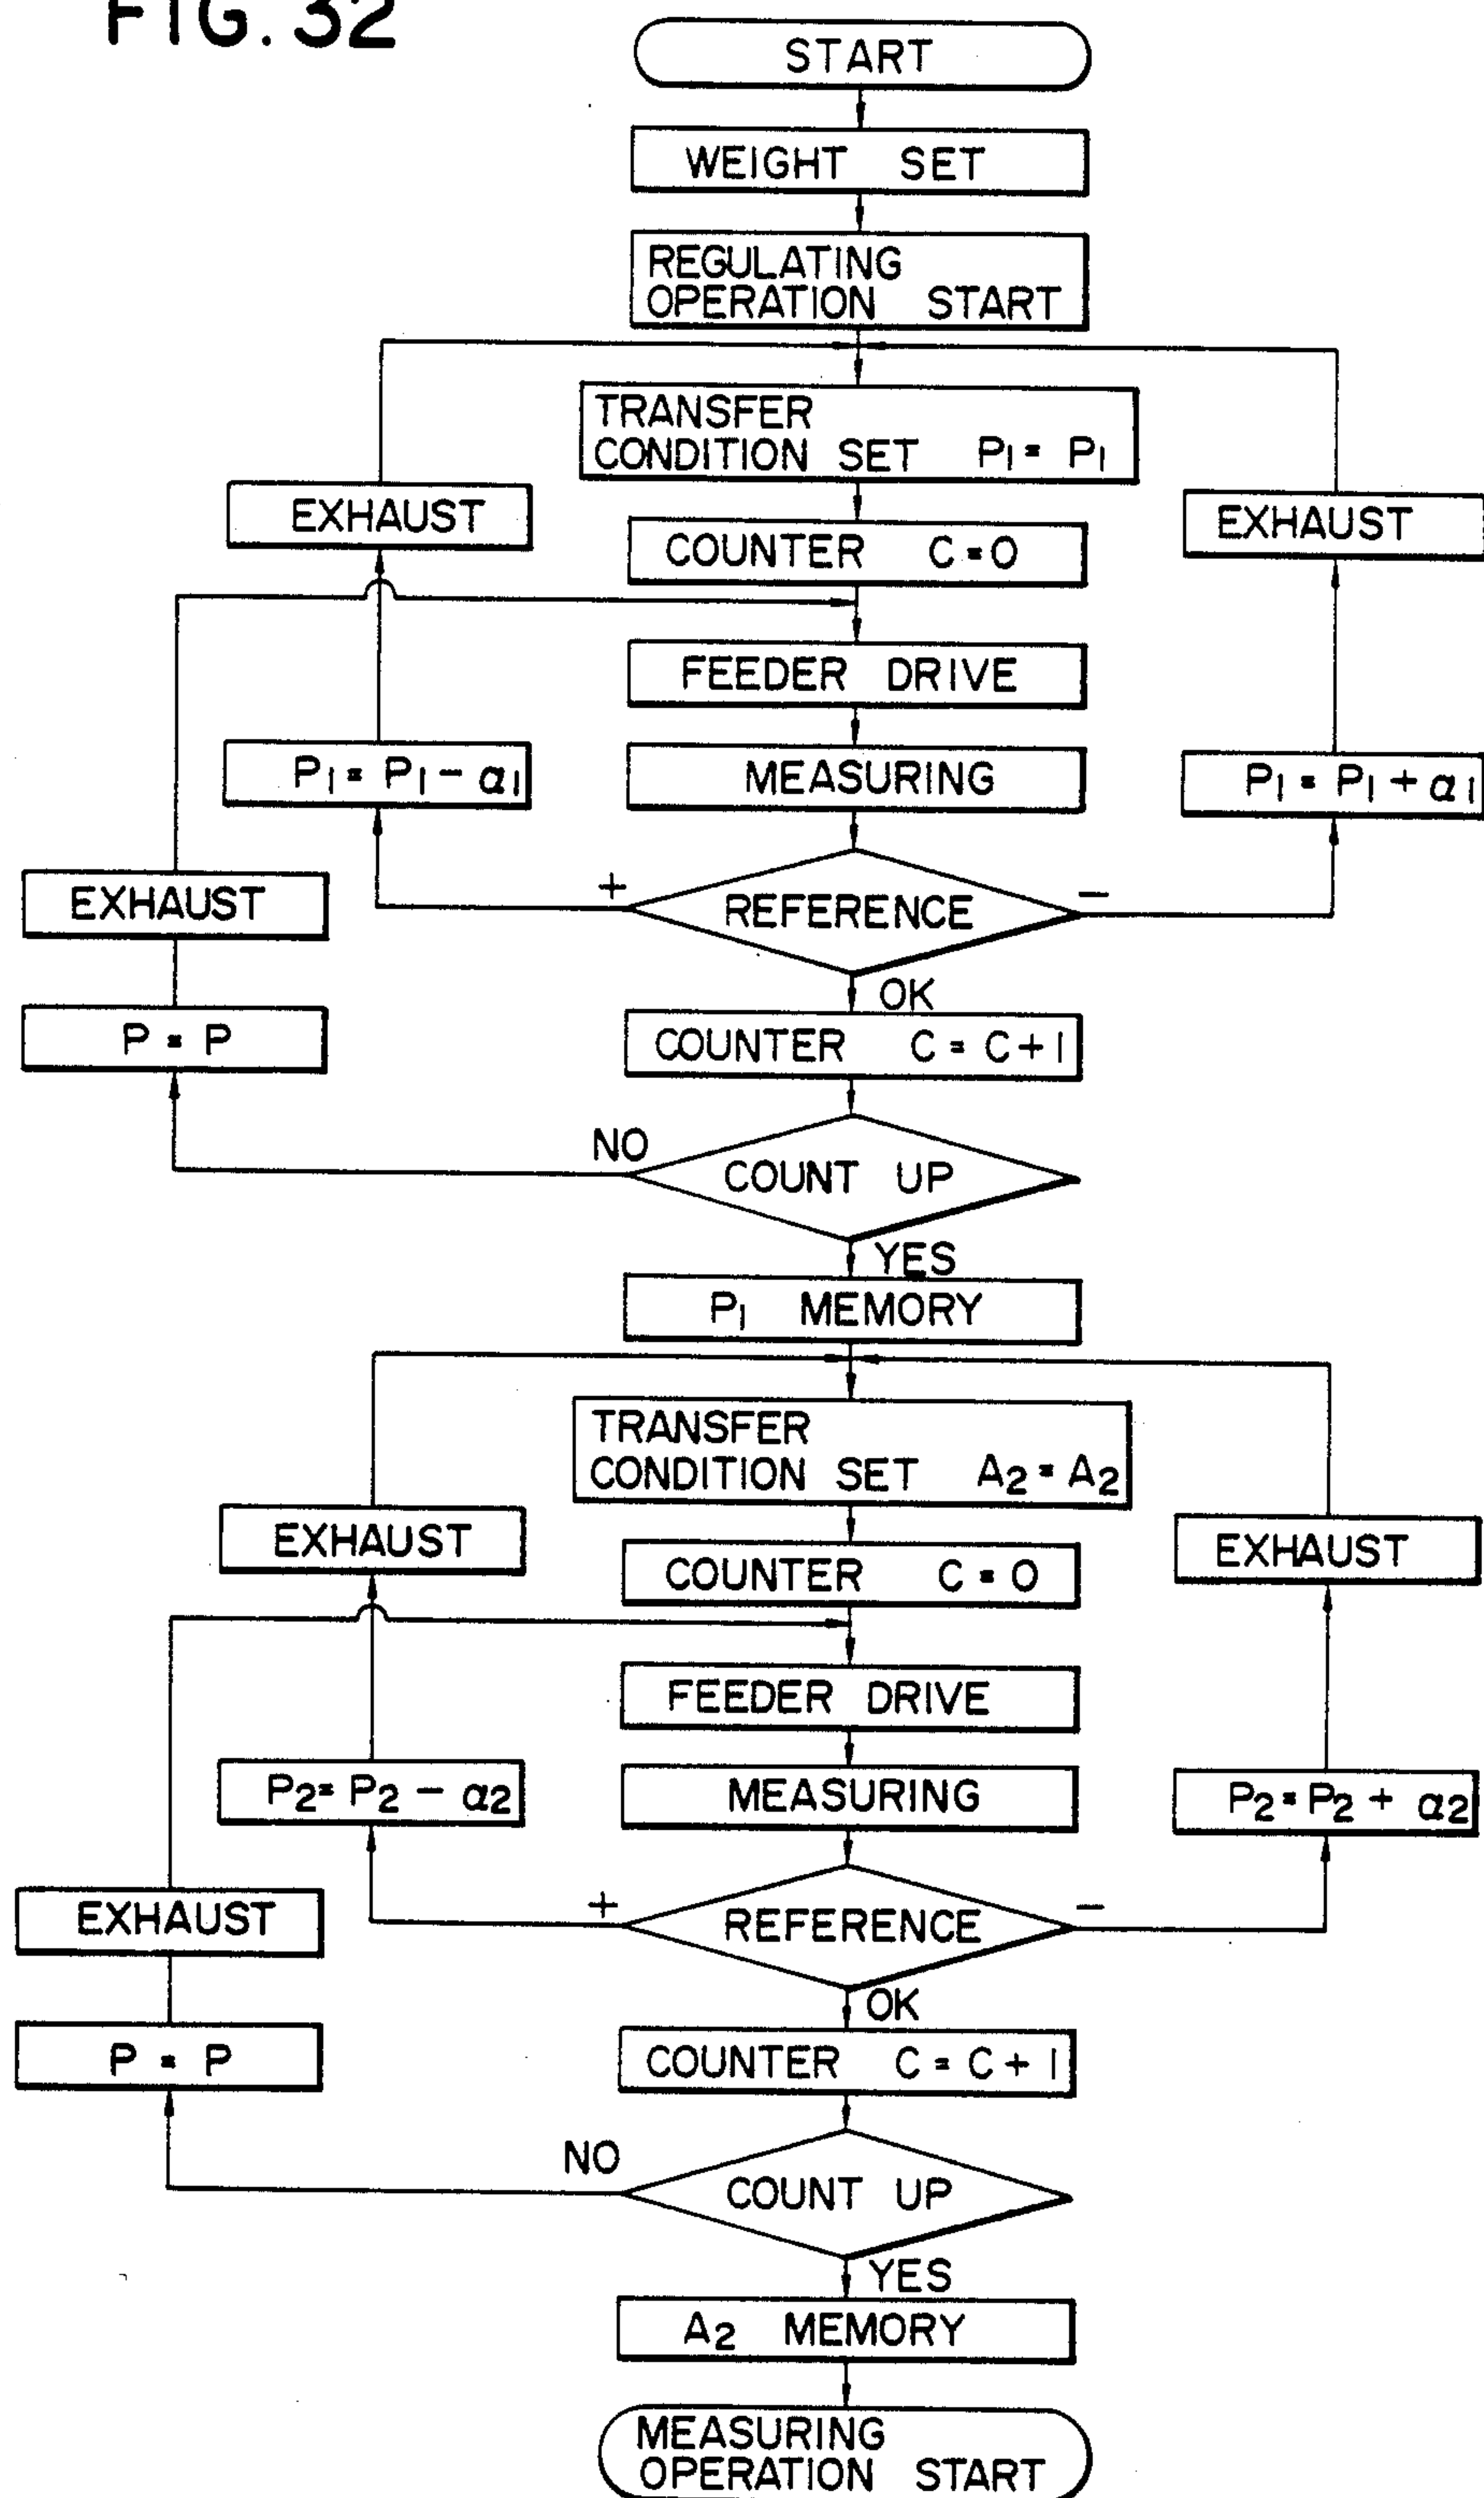 FIG. 32
START
WEIGHT SET
REGULATING
OPERATION START
TRANSFER
CONDITION SET P1 = P1
EXHAUST
EXHAUST
COUNTER C = 0
FEEDER DRIVE
P1 = P1 - α1
MEASURING
P1 = P1 + α1
EXHAUST
+
REFERENCE
-
OK
P = P
COUNTER C = C + 1
NO
COUNT UP
YES
P1 MEMORY
TRANSFER
CONDITION SET A2 = A2
EXHAUST
EXHAUST
COUNTER C = 0
FEEDER DRIVE
P2 = P2 - α2
MEASURING
P2 = P2 + α2
EXHAUST
+
REFERENCE
-
OK
P = P
COUNTER C = C + 1
NO
COUNT UP
YES
A2 MEMORY
MEASURING
OPERATION START